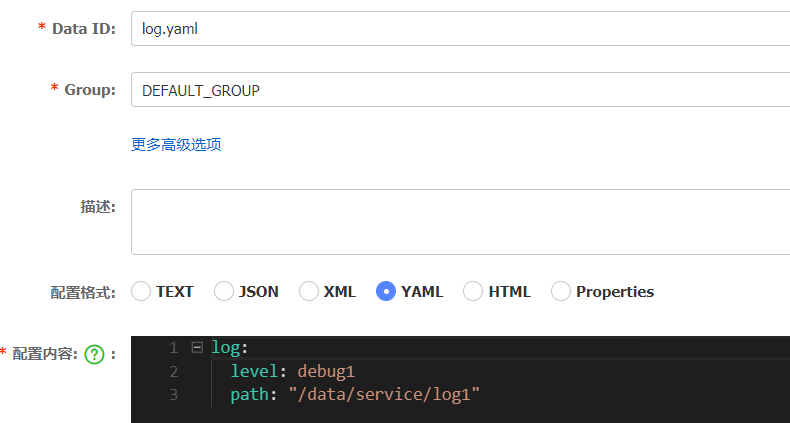 * Data ID: log.yaml
* Group: DEFAULT_GROUP
更多高级选项
描述:
配置格式: TEXT JSON XML YAML HTML Properties
* 配置内容: ? :
1 log:
2 level: debug1
3 path: "/data/service/log1"